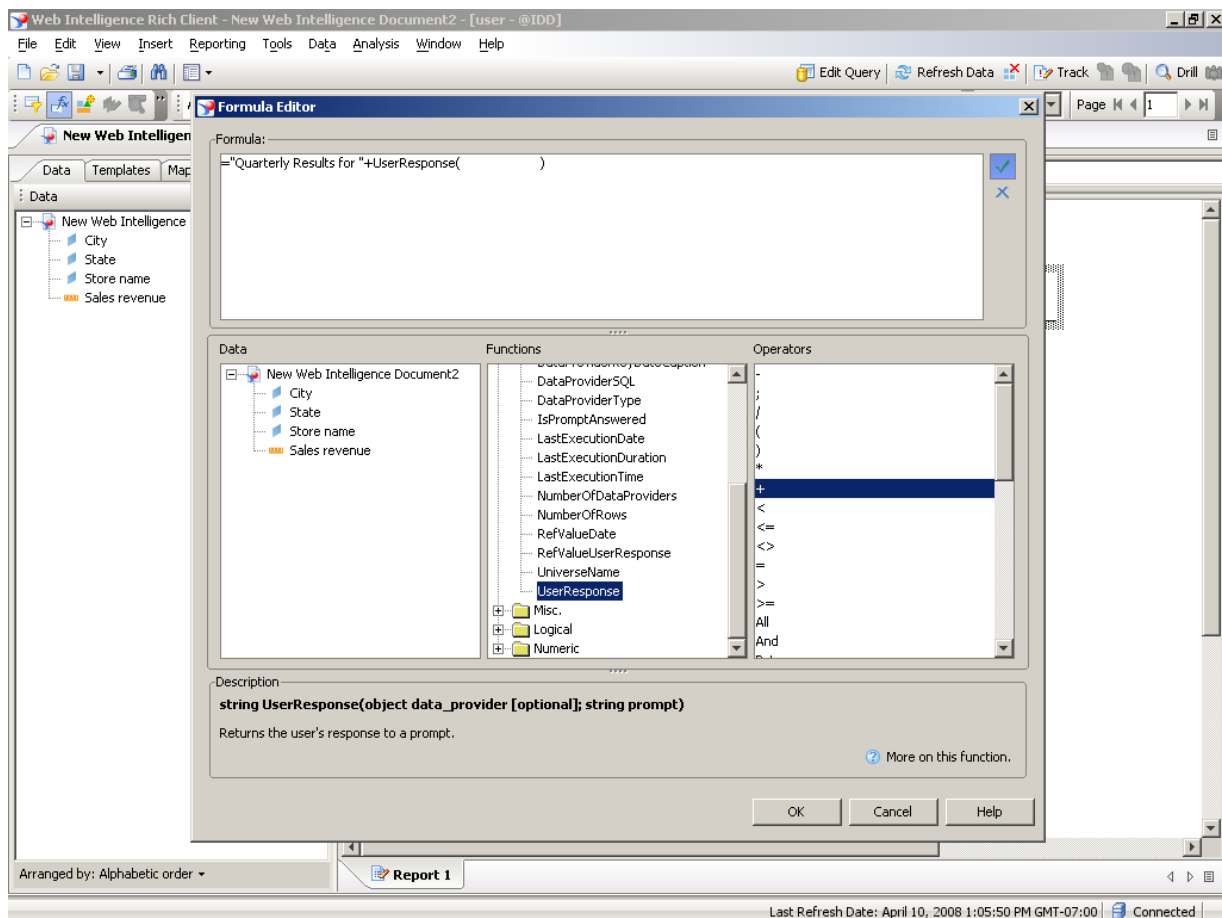 Web Intelligence Rich Client - New Web Intelligence Document2 - [user - @IDD]
File Edit View Insert Reporting Tools Data Analysis Window Help
Edit Query Refresh Data Track Drill
Formula Editor
Page 1
New Web Intelligen
Formula:
="Quarterly Results for "+UserResponse( )
Data Templates Map
Data
New Web Intelligence
City
State
Store name
Sales revenue
Data
New Web Intelligence Document2
City
State
Store name
Sales revenue
Functions
DataProviderKeyDateCaption
DataProviderSQL
DataProviderType
IsPromptAnswered
LastExecutionDate
LastExecutionDuration
LastExecutionTime
NumberOfDataProviders
NumberOfRows
RefValueDate
RefValueUserResponse
UniverseName
UserResponse
Misc.
Logical
Numeric
Operators
-
;
/
(
)
*
+
<
<=
<>
=
>
>=
All
And
Description
string UserResponse(object data_provider [optional]; string prompt)
Returns the user's response to a prompt.
More on this function.
OK Cancel Help
Arranged by: Alphabetic order
Report 1
Last Refresh Date: April 10, 2008 1:05:50 PM GMT-07:00 Connected